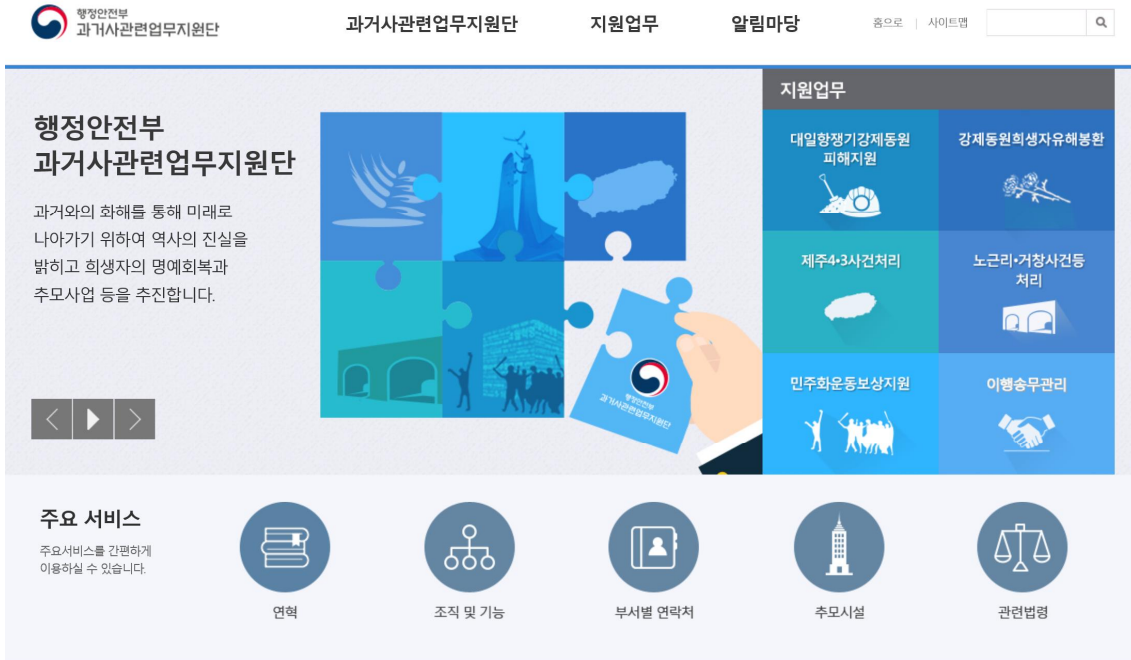 행정안전부
과거사관련업무지원단
과거사관련업무지원단
지원업무
알림마당
홈으로 | 사이트맵
행정안전부
과거사관련업무지원단
과거와의 화해를 통해 미래로
나아가기 위하여 역사의 진실을
밝히고 희생자의 명예회복과
추모사업 등을 추진합니다.
행정안전부
과거사관련업무지원단
지원업무
대일항쟁기강제동원
피해지원
강제동원희생자유해봉환
제주4•3사건처리
노근리•거창사건등
처리
민주화운동보상지원
이행송무관리
주요 서비스
주요서비스를 간편하게
이용하실 수 있습니다.
연혁
조직 및 기능
부서별 연락처
추모시설
관련법령